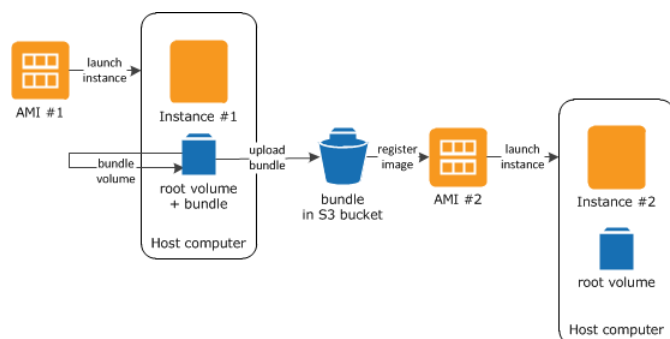 launch
instance
AMI #1
Instance #1
bundle
volume
root volume
+ bundle
Host computer
upload
bundle
bundle
in S3 bucket
register
image
AMI #2
launch
instance
Instance #2
root volume
Host computer